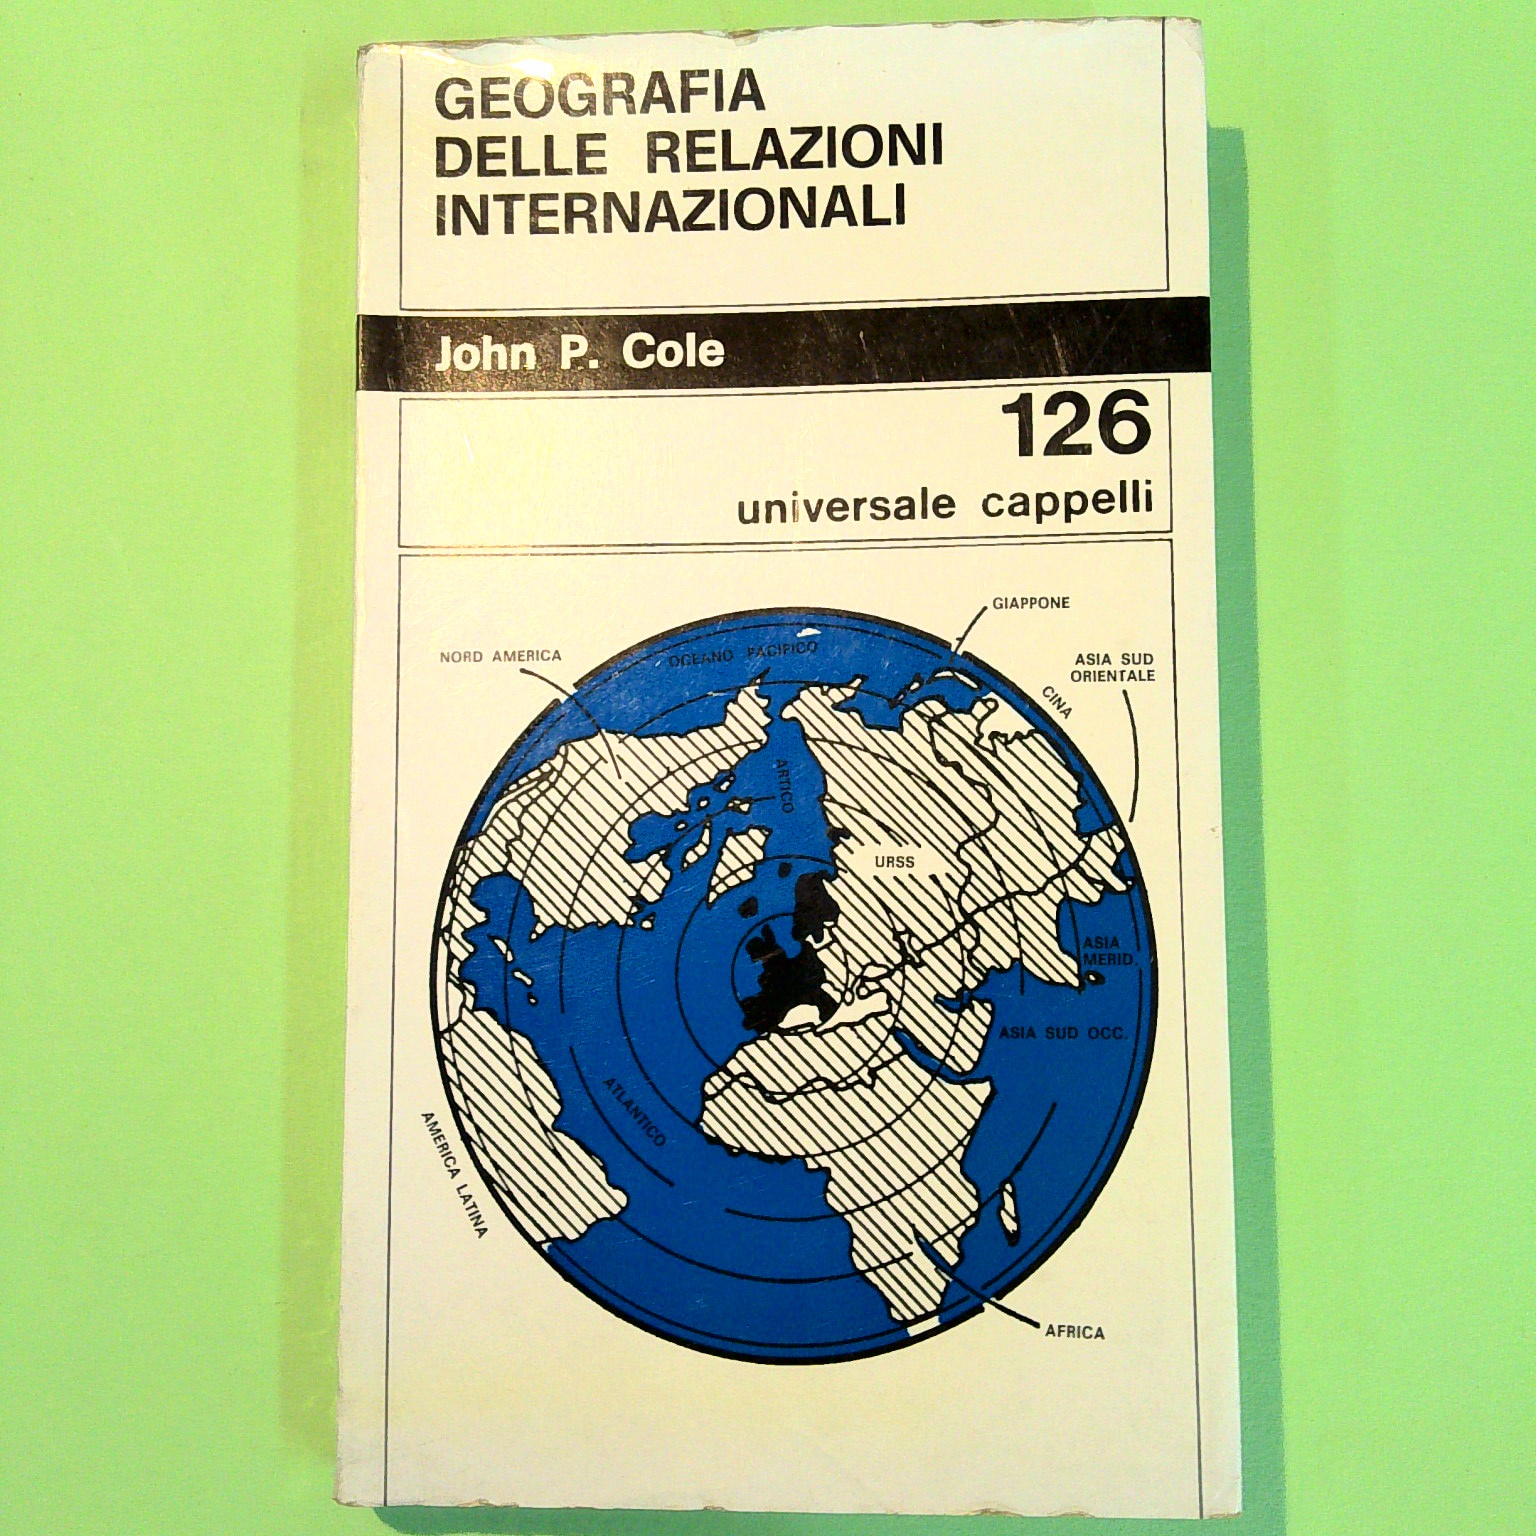 GEOGRAFIA
DELLE RELAZIONI
INTERNAZIONALI
John P. Cole
126
universale cappelli
GIAPPONE
NORD AMERICA
OCEANO PACIFICO
ASIA SUD
ORIENTALE
CINA
ARTICO
URSS
ASIA
MERID.
ASIA SUD OCC.
ATLANTICO
AMERICA LATINA
AFRICA